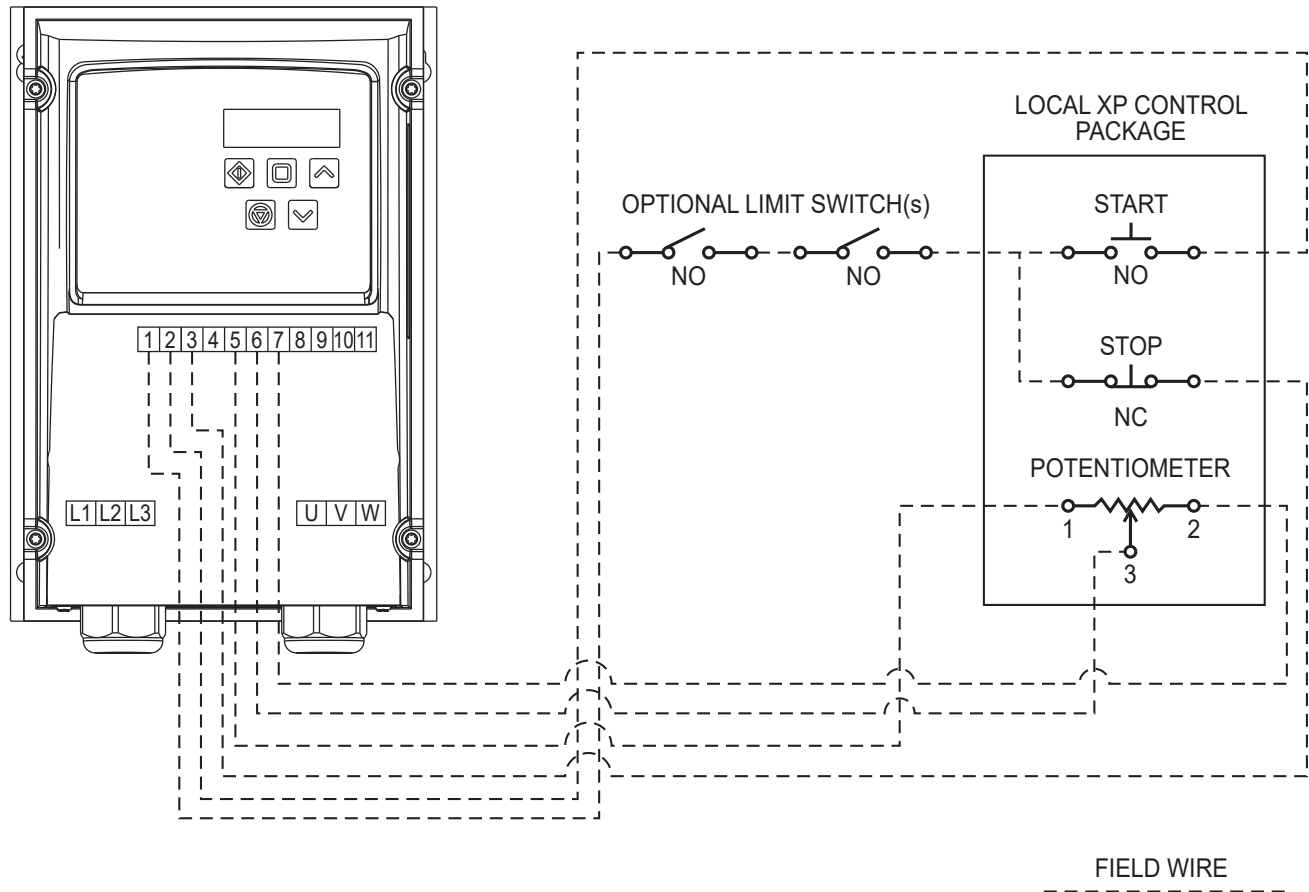 LOCAL XP CONTROL
PACKAGE
OPTIONAL LIMIT SWITCH(s)
START
NO
NO
NO
1 2 3 4 5 6 7 8 9 10 11
STOP
NC
POTENTIOMETER
L1 L2 L3
U V W
1
2
3
FIELD WIRE